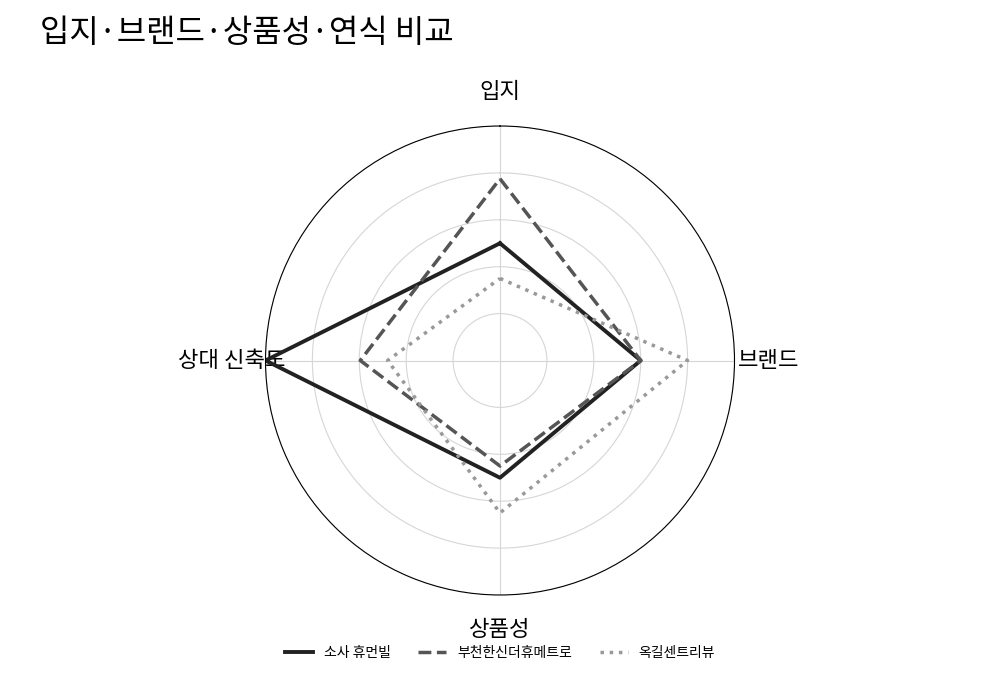 입지·브랜드·상품성·연식 비교
입지
상대 신축도
브랜드
상품성
소사 휴먼빌
부천한신더휴메트로
옥길센트리뷰